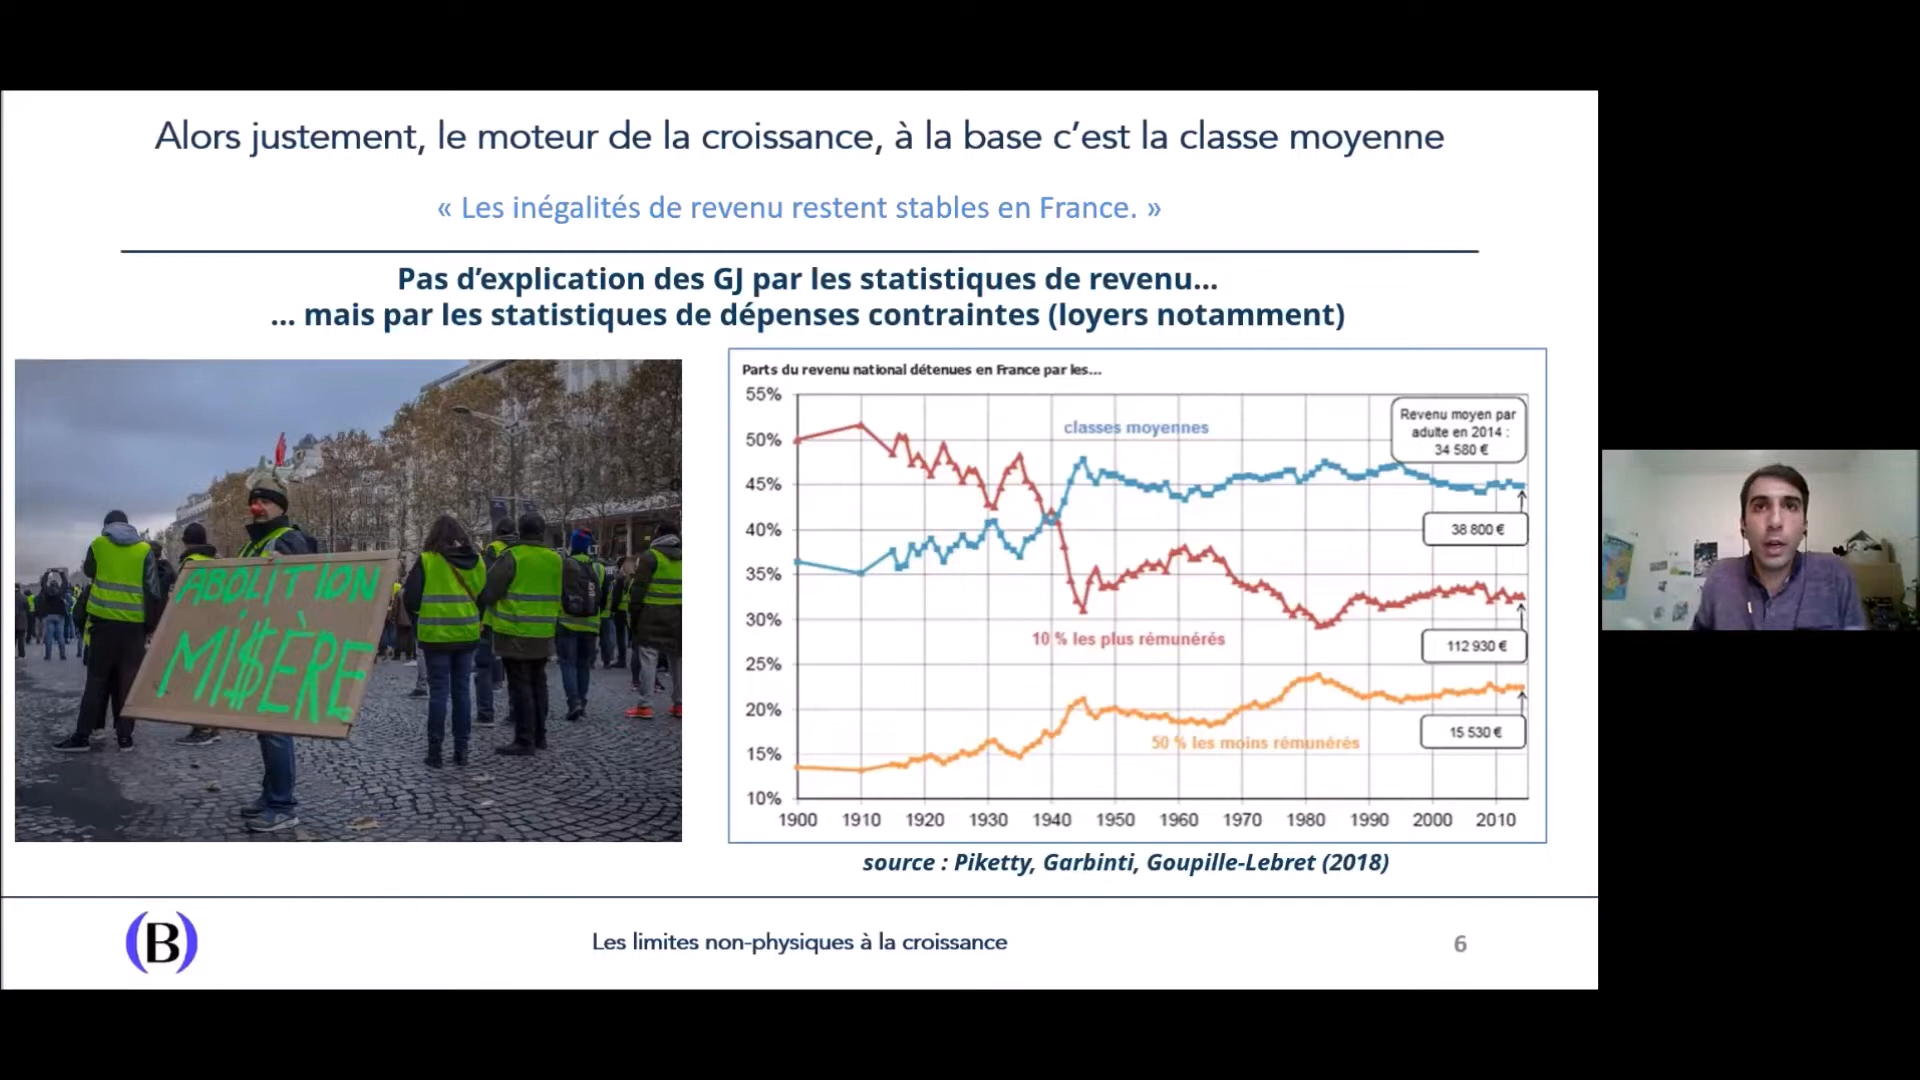 Alors justement, le moteur de la croissance, à la base c’est la classe moyenne
« Les inégalités de revenu restent stables en France. »
Pas d’explication des GJ par les statistiques de revenu...
... mais par les statistiques de dépenses contraintes (loyers notamment)
ABOLITION
MI$ÈRE
Parts du revenu national détenues en France par les...
55%
50%
45%
40%
35%
30%
25%
20%
15%
10%
classes moyennes
Revenu moyen par
adulte en 2014 :
34 580 €
38 800 €
10 % les plus rémunérés
112 930 €
15 530 €
50 % les moins rémunérés
1900 1910 1920 1930 1940 1950 1960 1970 1980 1990 2000 2010
source : Piketty, Garbinti, Goupille-Lebret (2018)
(B)
Les limites non-physiques à la croissance
6